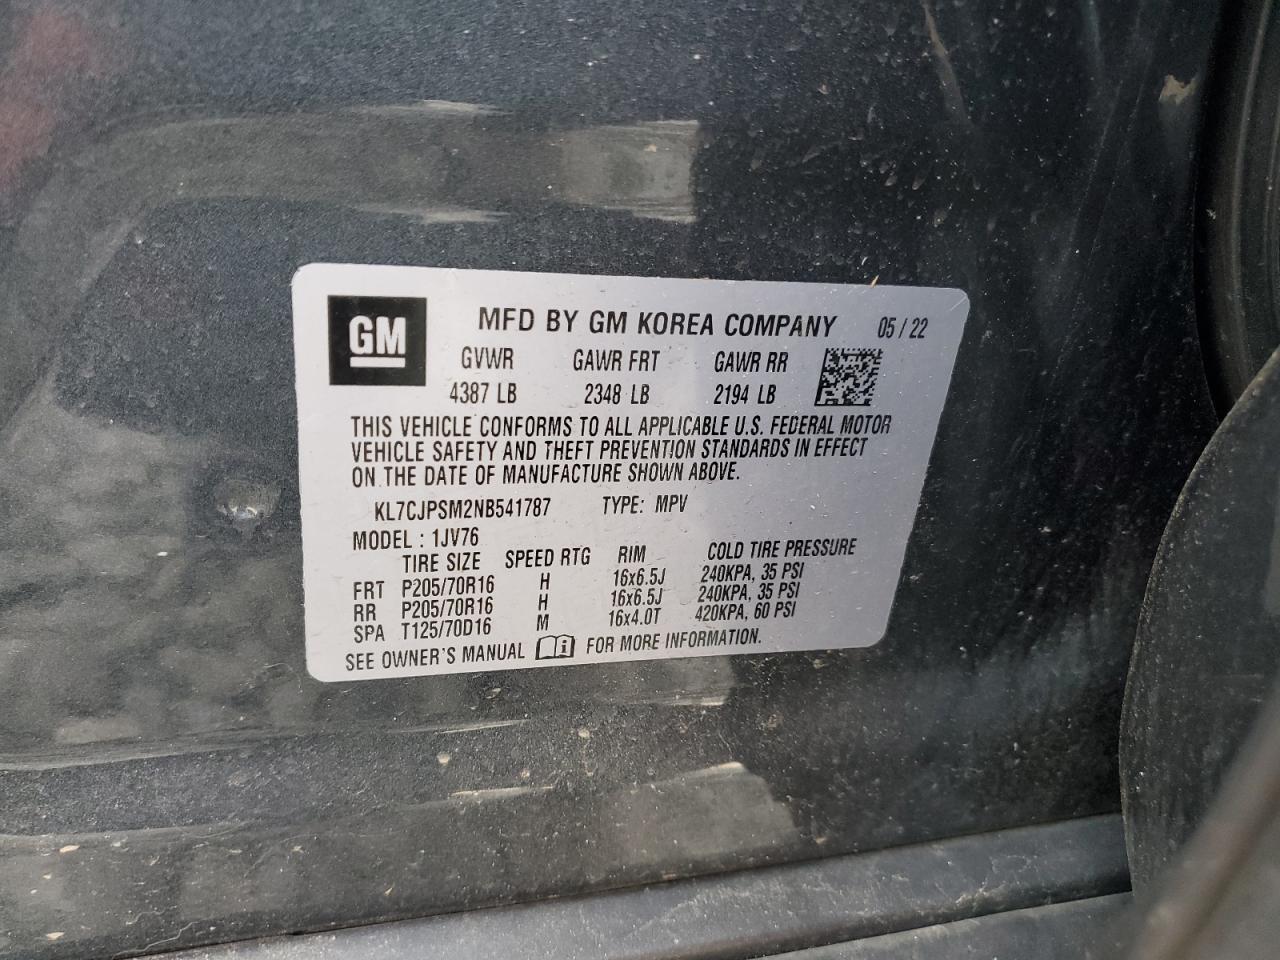 GM MFD BY GM KOREA COMPANY 05 / 22
GVWR GAWR FRT GAWR RR
4387 LB 2348 LB 2194 LB
THIS VEHICLE CONFORMS TO ALL APPLICABLE U.S. FEDERAL MOTOR
VEHICLE SAFETY AND THEFT PREVENTION STANDARDS IN EFFECT
ON THE DATE OF MANUFACTURE SHOWN ABOVE.
KL7CJPSM2NB541787 TYPE: MPV
MODEL : 1JV76
TIRE SIZE SPEED RTG RIM COLD TIRE PRESSURE
FRT P205/70R16 H 16x6.5J 240KPA, 35 PSI
RR P205/70R16 H 16x6.5J 240KPA, 35 PSI
SPA T125/70D16 M 16x4.0T 420KPA, 60 PSI
SEE OWNER'S MANUAL FOR MORE INFORMATION.